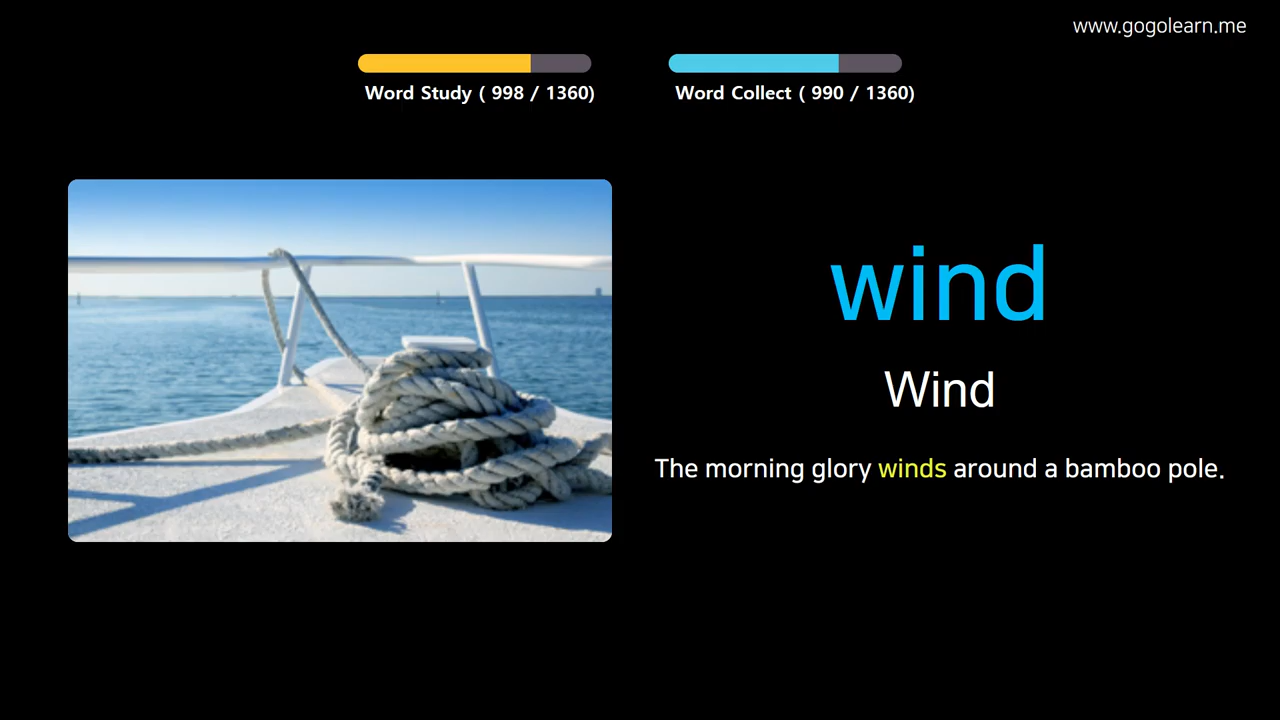 www.gogolearn.me
Word Study ( 998 / 1360)
Word Collect ( 990 / 1360)
wind
Wind
The morning glory winds around a bamboo pole.